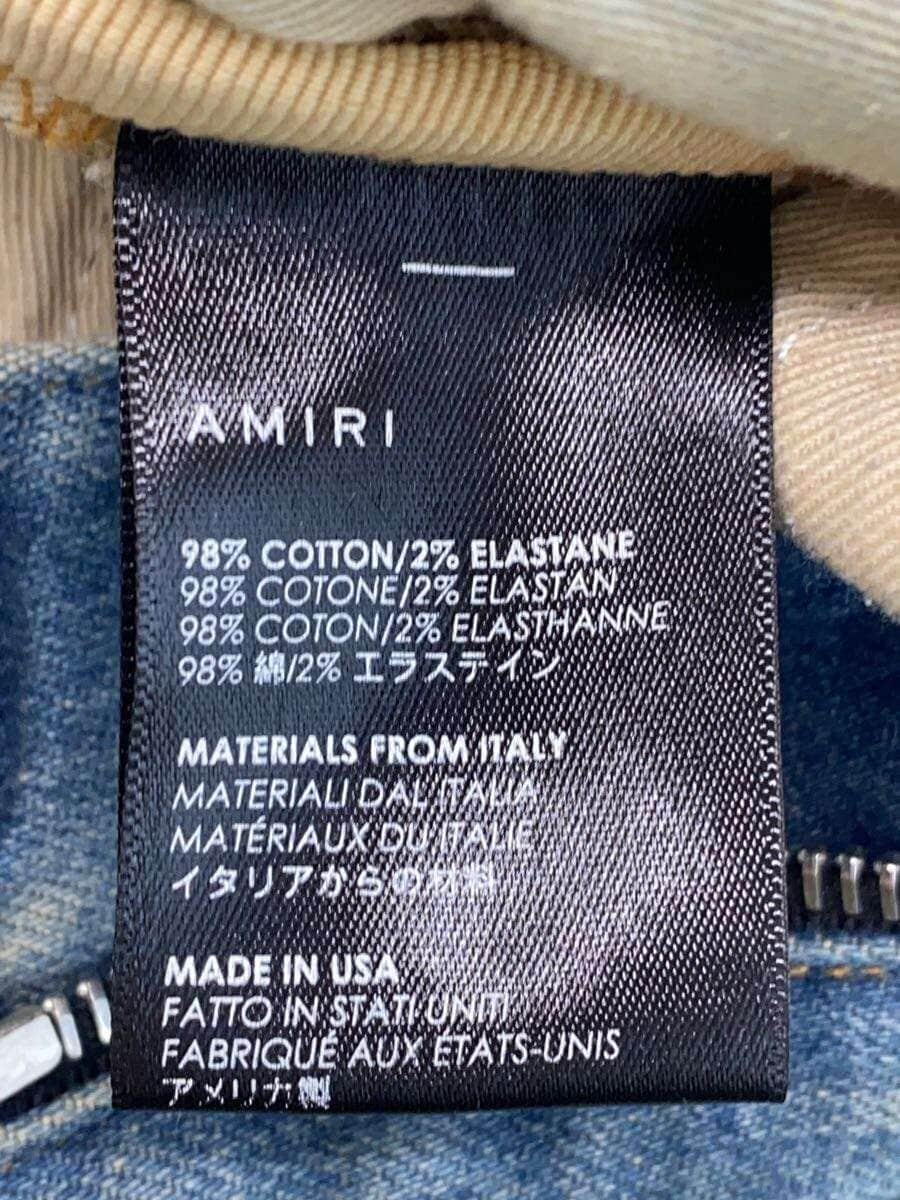 AMIRI
98% COTTON/2% ELASTANE
98% COTONE/2% ELASTAN
98% COTON/2% ELASTHANNE
98% 綿/2% エラステイン
MATERIALS FROM ITALY
MATERIALI DAL ITALIA
MATÉRIAUX DU ITALIE
イタリアからの材料
MADE IN USA
FATTO IN STATI UNITI
FABRIQUÉ AUX ÉTATS-UNIS
アメリカ製